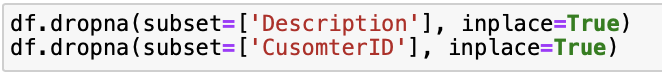 df.dropna(subset=['Description'], inplace=True)
df.dropna(subset=['CusomterID'], inplace=True)